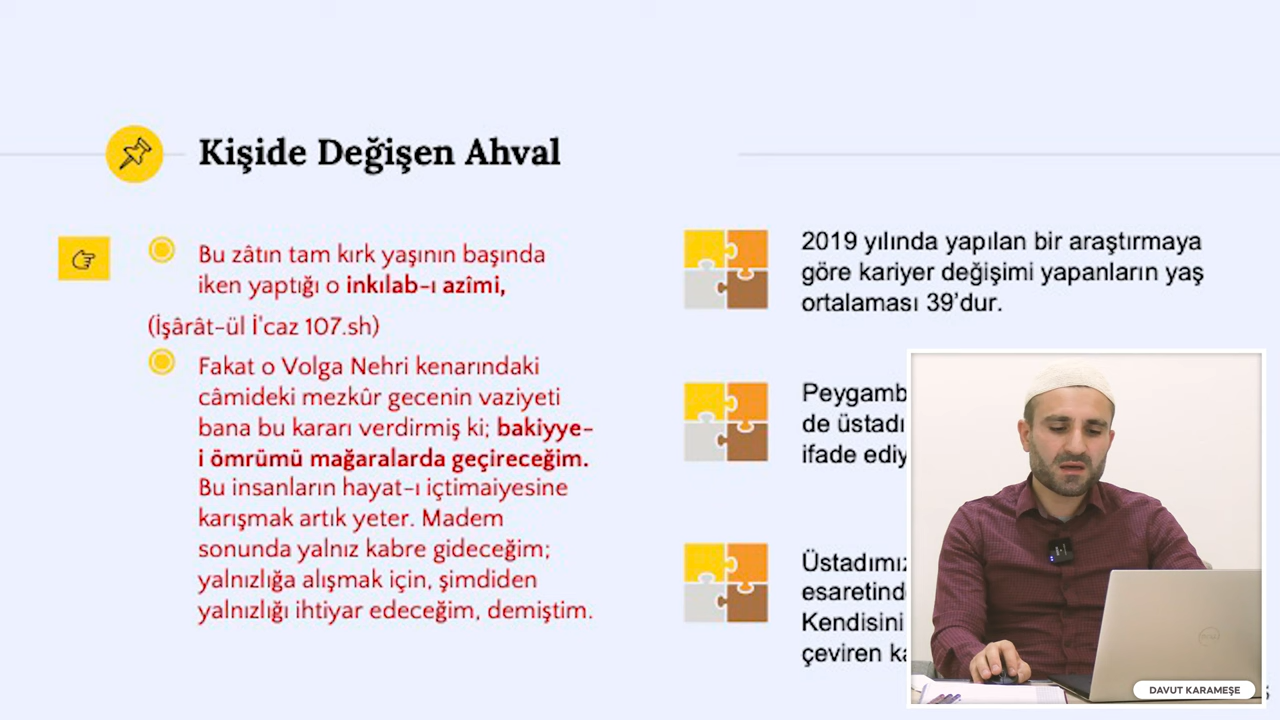 Kişide Değişen Ahval
Bu zâtın tam kırk yaşının başında
iken yaptığı o inkılab-ı azîmi,
(İşârât-ül İ'caz 107.sh)
Fakat o Volga Nehri kenarındaki
câmideki mezkûr gecenin vaziyeti
bana bu kararı verdirmiş ki; bakiyye-
i ömrümü mağaralarda geçireceğim.
Bu insanların hayat-ı içtimaiyesine
karışmak artık yeter. Madem
sonunda yalnız kabre gideceğim;
yalnızlığa alışmak için, şimdiden
yalnızlığı ihtiyar edeceğim, demiştim.
2019 yılında yapılan bir araştırmaya
göre kariyer değişimi yapanların yaş
ortalaması 39'dur.
Peygamb
de üstadı
ifade ediy
Üstadımız
esaretind
Kendisini
çeviren ka
DAVUT KARAMEŞE